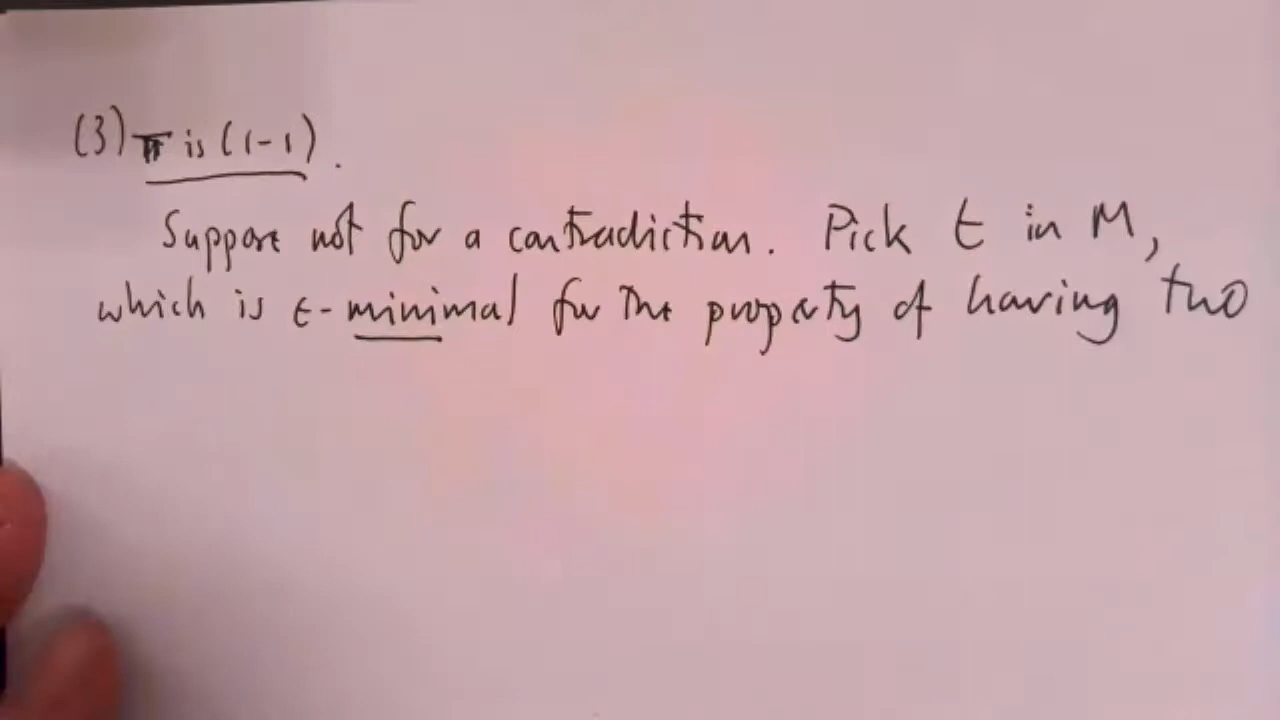 (3) π is (1-1).
Suppose not for a contradiction. Pick t in M,
which is ∈-minimal for the property of having two